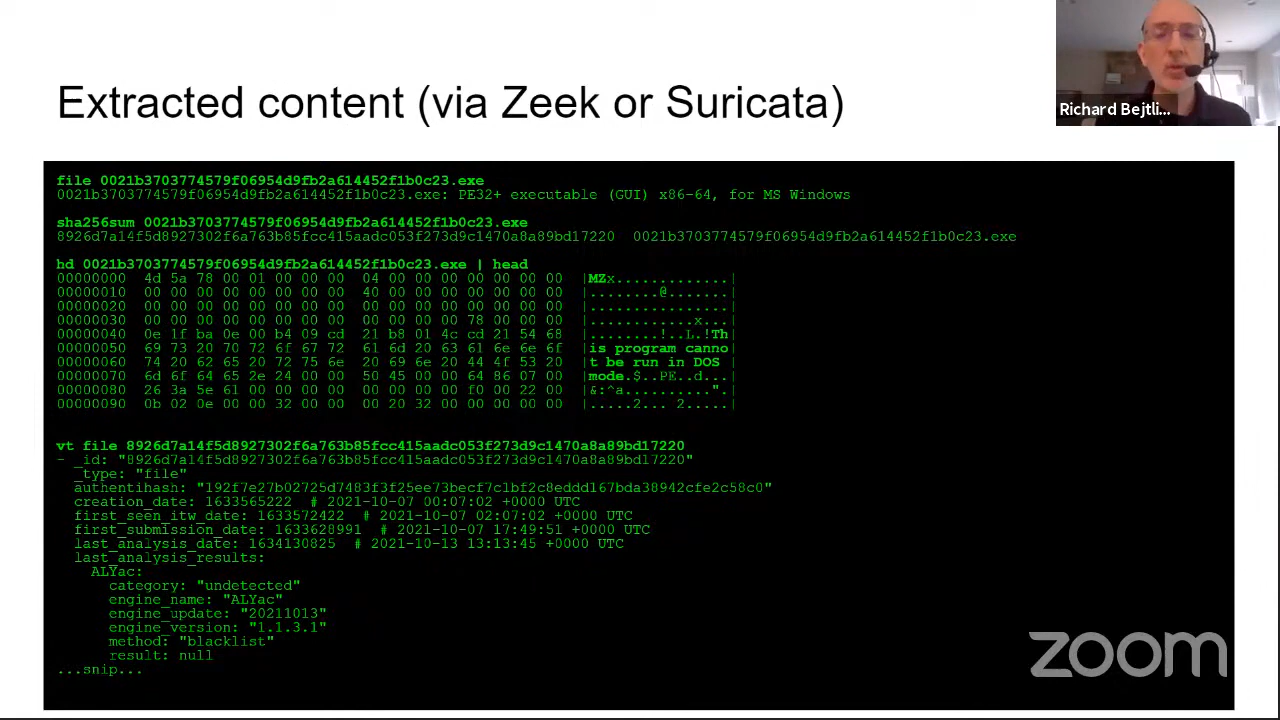 Extracted content (via Zeek or Suricata)
Richard Bejtli...
file 0021b3703774579f06954d9fb2a614452f1b0c23.exe
0021b3703774579f06954d9fb2a614452f1b0c23.exe: PE32+ executable (GUI) x86-64, for MS Windows
sha256sum 0021b3703774579f06954d9fb2a614452f1b0c23.exe
8926d7a14f5d8927302f6a763b85fcc415aadc053f273d9c1470a8a89bd17220  0021b3703774579f06954d9fb2a614452f1b0c23.exe
hd 0021b3703774579f06954d9fb2a614452f1b0c23.exe | head
00000000  4d 5a 78 00 01 00 00 00  04 00 00 00 00 00 00 00  |MZx.............|
00000010  00 00 00 00 00 00 00 00  40 00 00 00 00 00 00 00  |........@.......|
00000020  00 00 00 00 00 00 00 00  00 00 00 00 00 00 00 00  |................|
00000030  00 00 00 00 00 00 00 00  00 00 00 00 78 00 00 00  |............x...|
00000040  0e 1f ba 0e 00 b4 09 cd  21 b8 01 4c cd 21 54 68  |........!..L.!Th|
00000050  69 73 20 70 72 6f 67 72  61 6d 20 63 61 6e 6e 6f  |is program canno|
00000060  74 20 62 65 20 72 75 6e  20 69 6e 20 44 4f 53 20  |t be run in DOS |
00000070  6d 6f 64 65 2e 24 00 00  50 45 00 00 64 86 07 00  |mode.$..PE..d...|
00000080  26 3a 5e 61 00 00 00 00  00 00 00 00 f0 00 22 00  |&:^a..........".|
00000090  0b 02 0e 00 00 32 00 00  00 20 32 00 00 00 00 00  |.....2... 2.....|
vt file 8926d7a14f5d8927302f6a763b85fcc415aadc053f273d9c1470a8a89bd17220
- _id: "8926d7a14f5d8927302f6a763b85fcc415aadc053f273d9c1470a8a89bd17220"
_type: "file"
authentihash: "192f7e27b02725d7483f3f25ee73becf7c1bf2c8eddd167bda38942cfe2c58c0"
creation_date: 1633565222  # 2021-10-07 00:07:02 +0000 UTC
first_seen_itw_date: 1633572422  # 2021-10-07 02:07:02 +0000 UTC
first_submission_date: 1633628991  # 2021-10-07 17:49:51 +0000 UTC
last_analysis_date: 1634130825  # 2021-10-13 13:13:45 +0000 UTC
last_analysis_results:
ALYac:
category: "undetected"
engine_name: "ALYac"
engine_update: "20211013"
engine_version: "1.1.3.1"
method: "blacklist"
result: null
...snip...
zoom